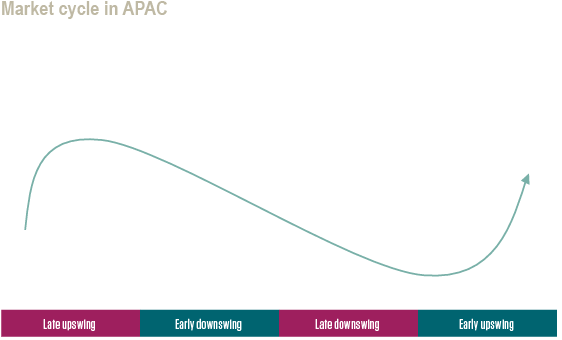 Market cycle in APAC
Late upswing
Early downswing
Late downswing
Early upswing